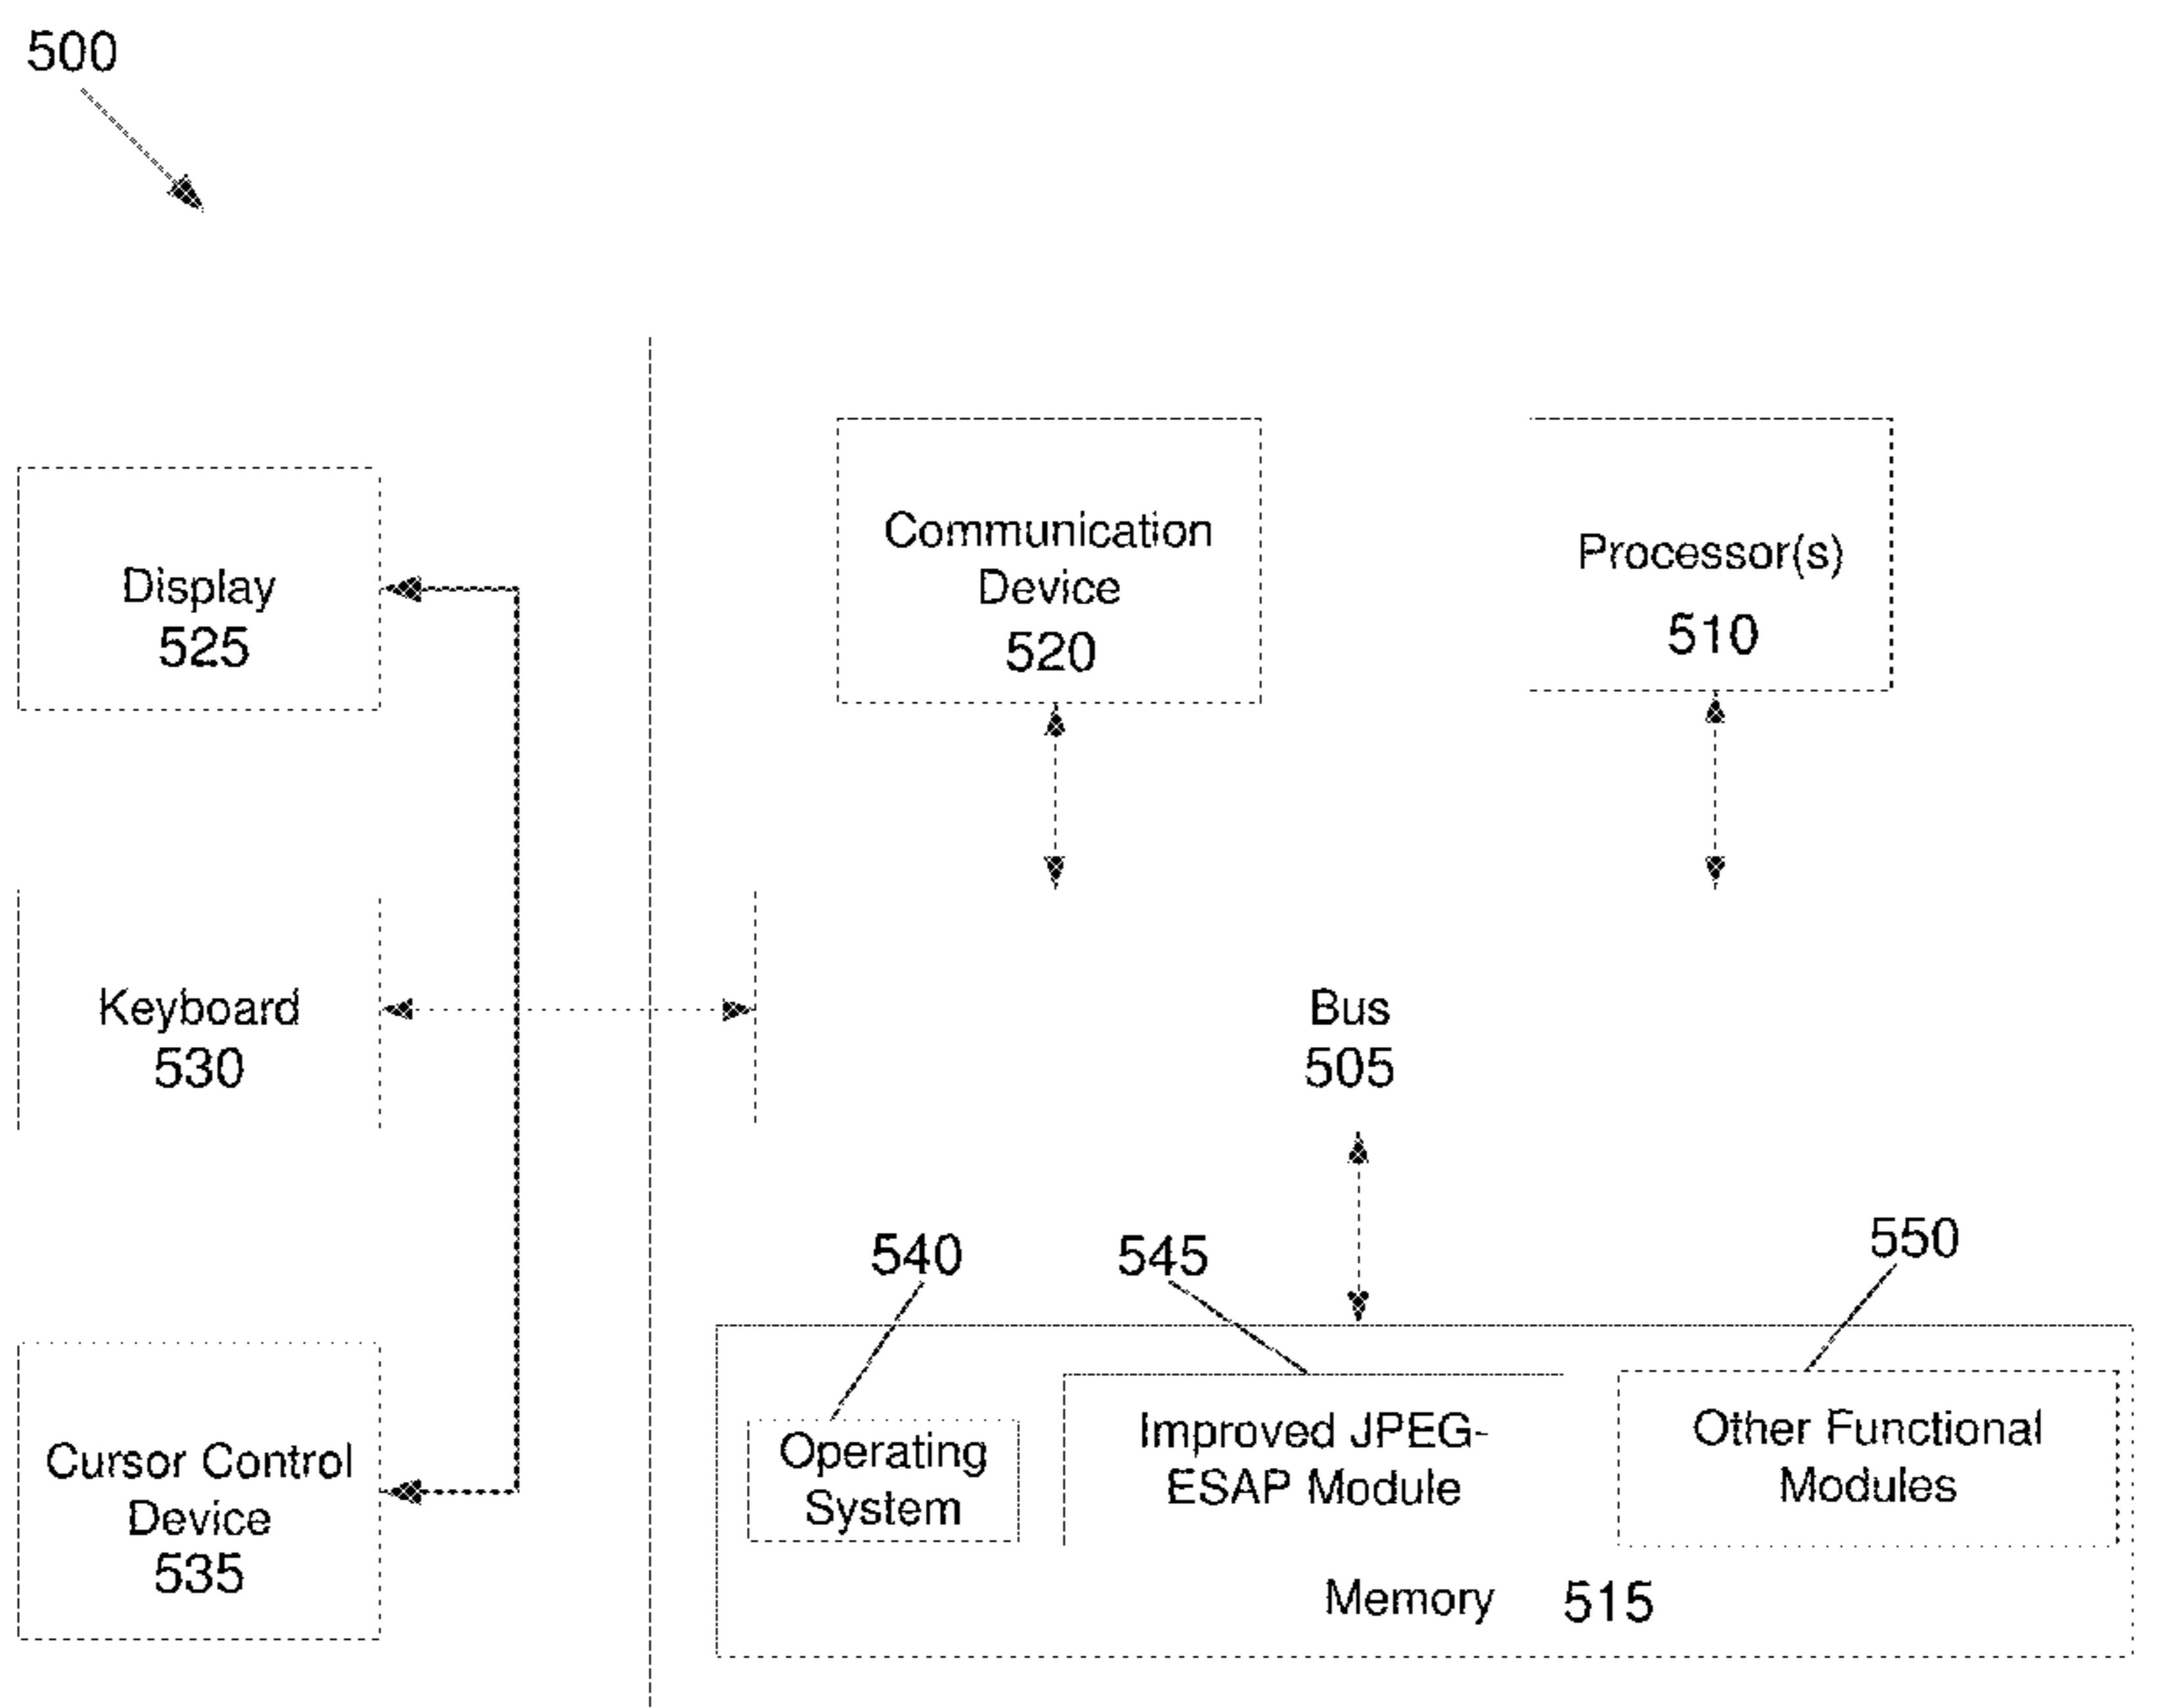 500
Display
525
Communication
Device
520
Processor(s)
510
Keyboard
530
Bus
505
540
545
550
Cursor Control
Device
535
Operating
System
Improved JPEG-
ESAP Module
Other Functional
Modules
Memory 515